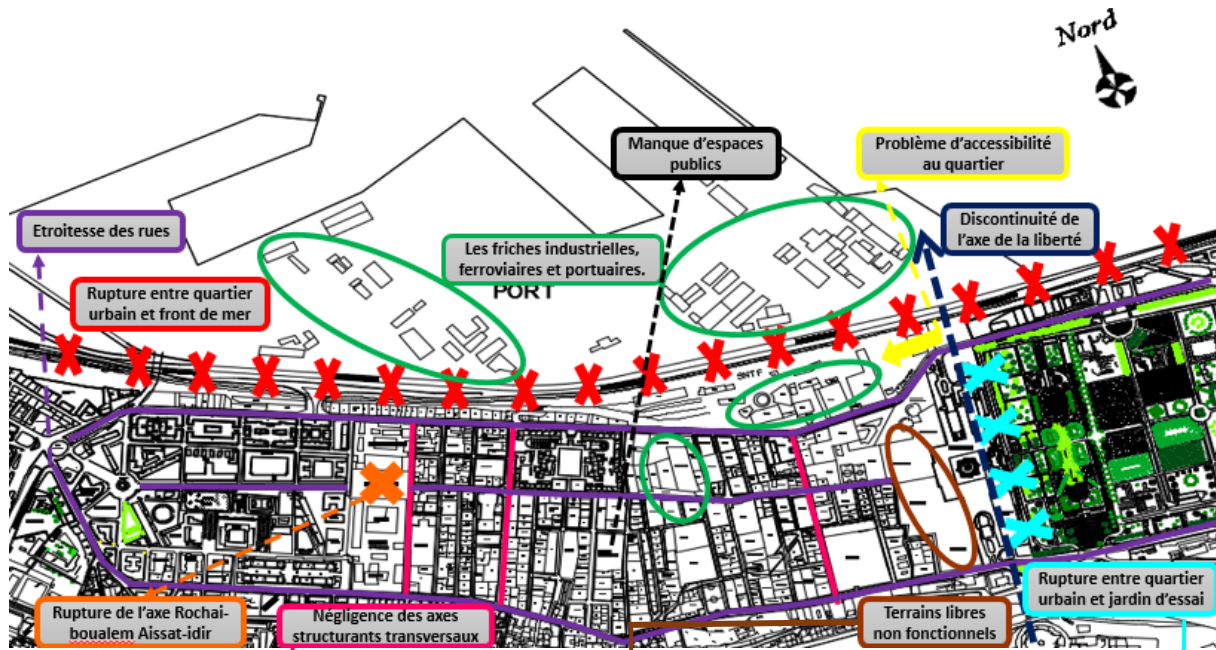 Nord
Manque d'espaces
publics
Problème d'accessibilité
au quartier
Etroitesse des rues
Discontinuité de
l'axe de la liberté
Les friches industrielles,
ferroviaires et portuaires.
PORT
Rupture entre quartier
urbain et front de mer
SNTF
Rupture de l'axe Rochai-
boualem Aissat-idir
Négligence des axes
structurants transversaux
Terrains libres
non fonctionnels
Rupture entre quartier
urbain et jardin d'essai